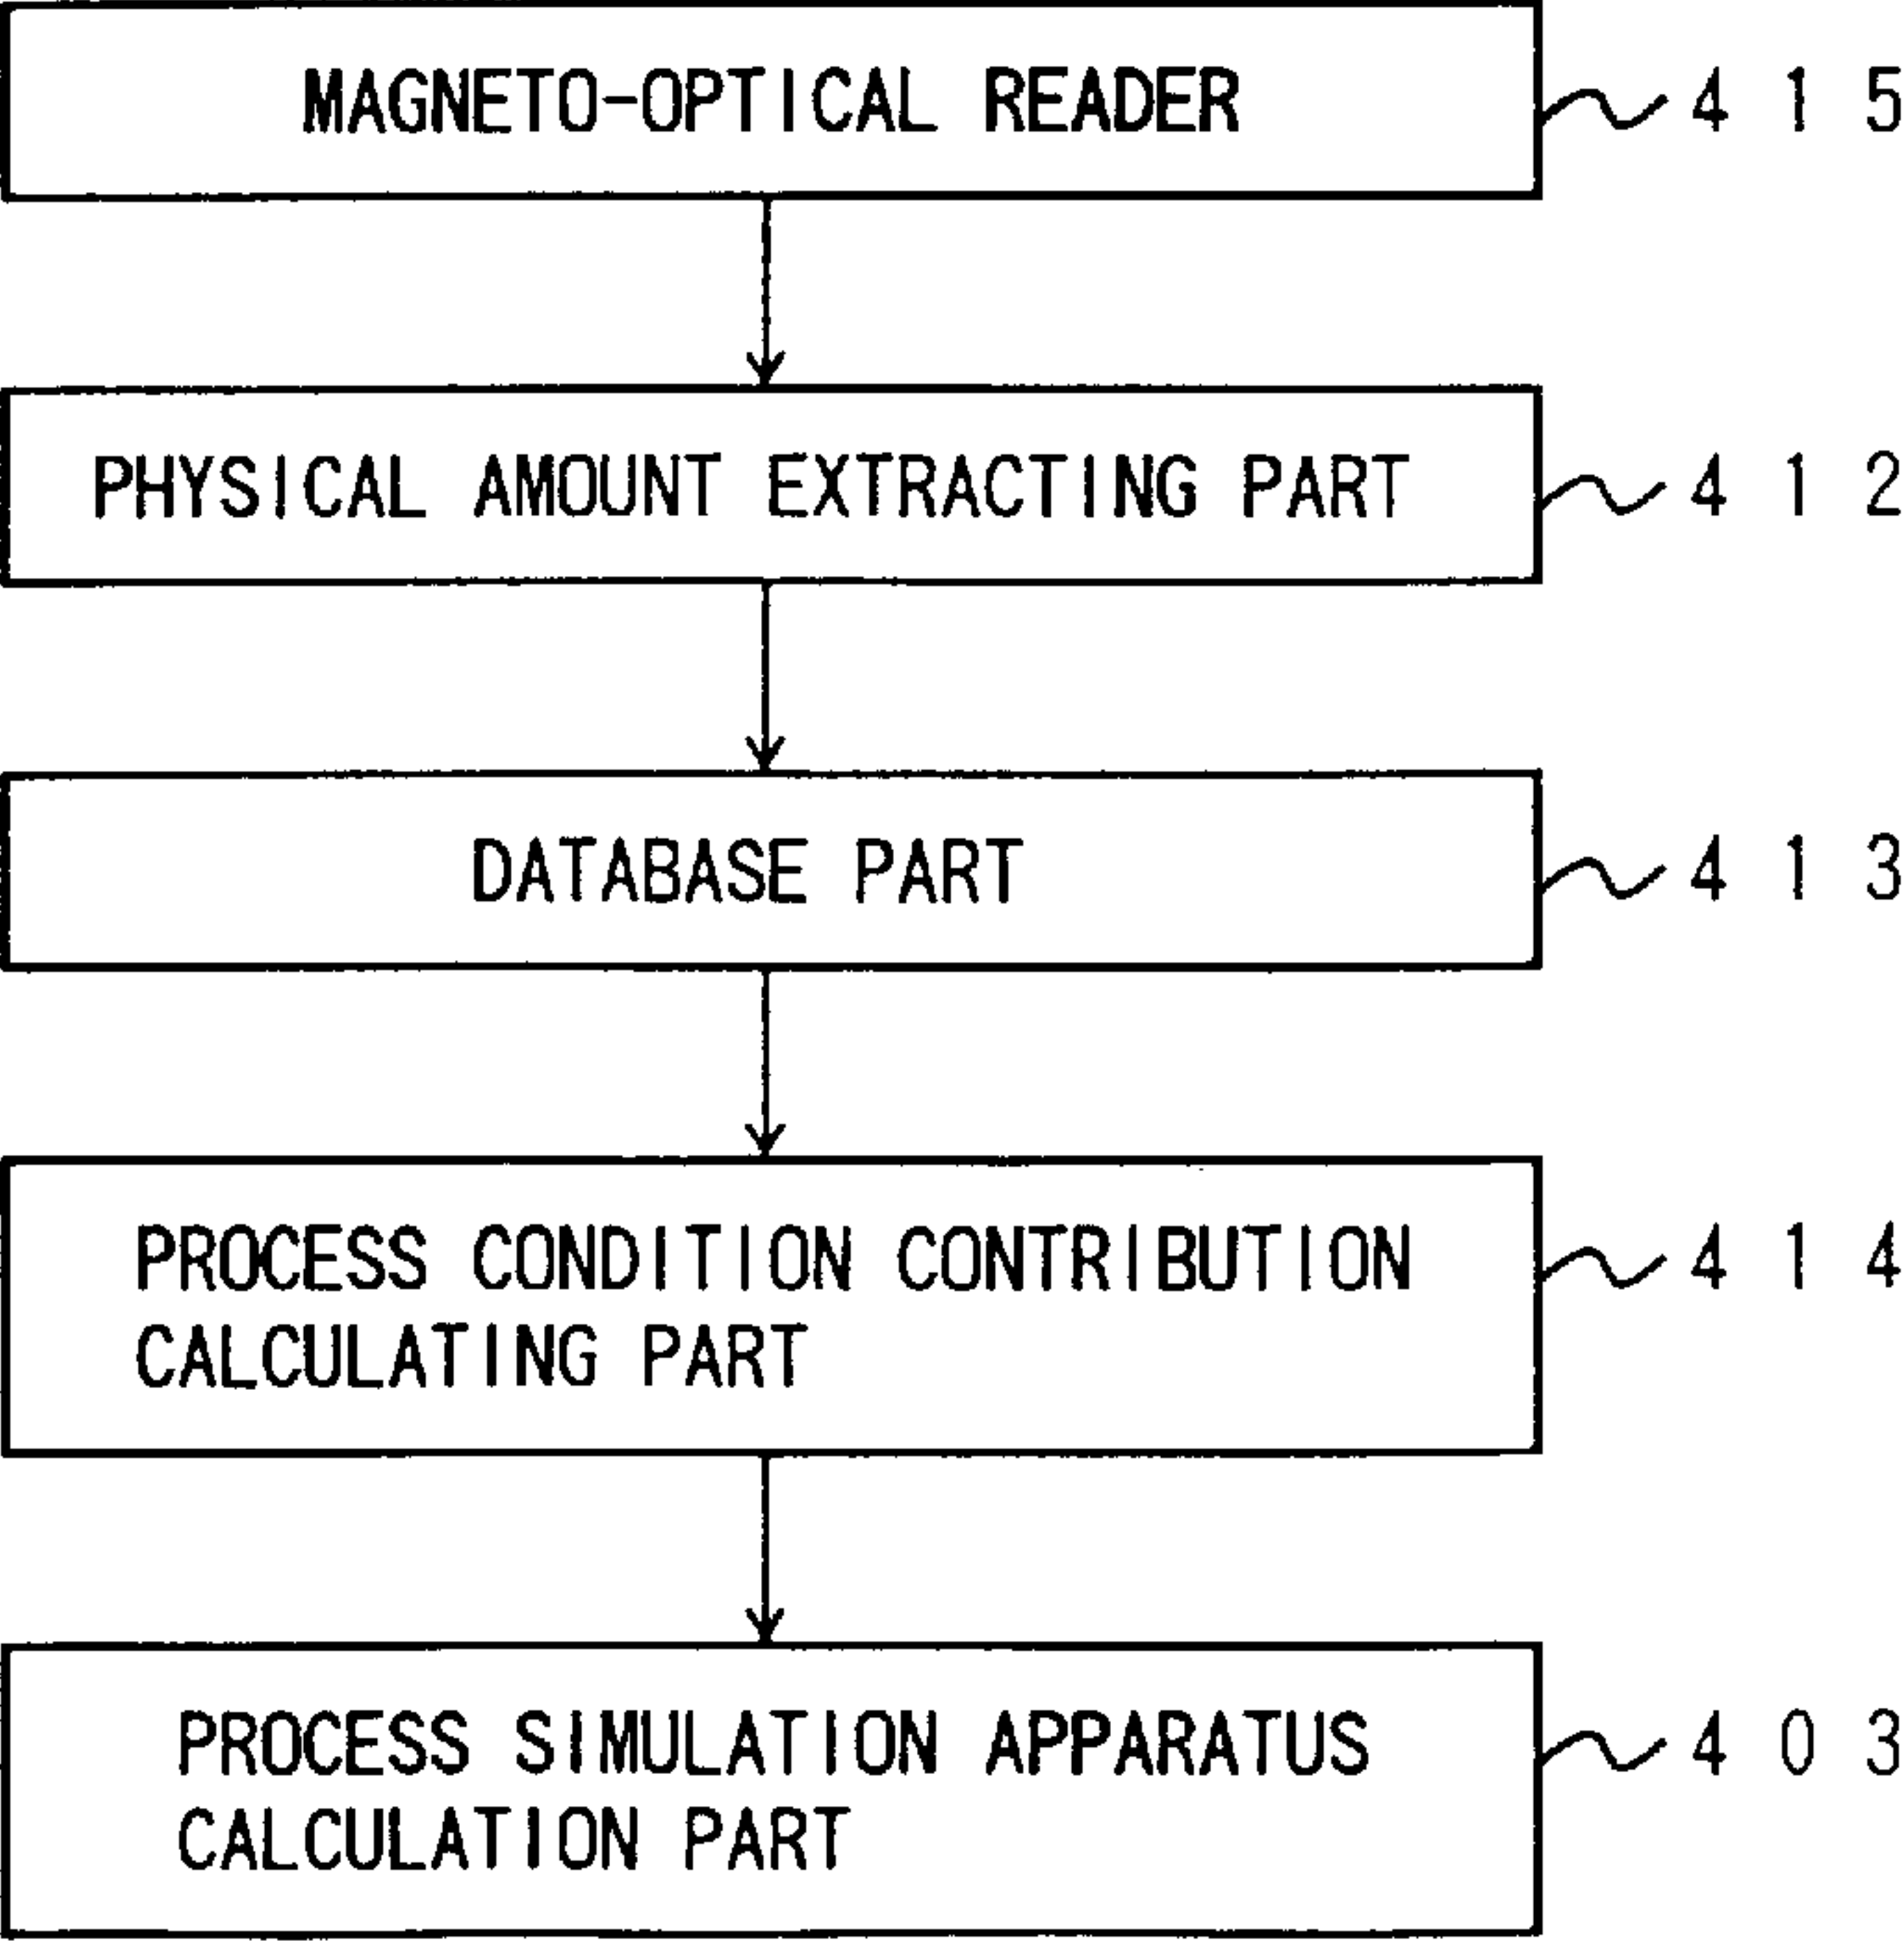 MAGNETO-OPTICAL READER 415
PHYSICAL AMOUNT EXTRACTING PART 412
DATABASE PART 413
PROCESS CONDITION CONTRIBUTION 414
CALCULATING PART
PROCESS SIMULATION APPARATUS 403
CALCULATION PART